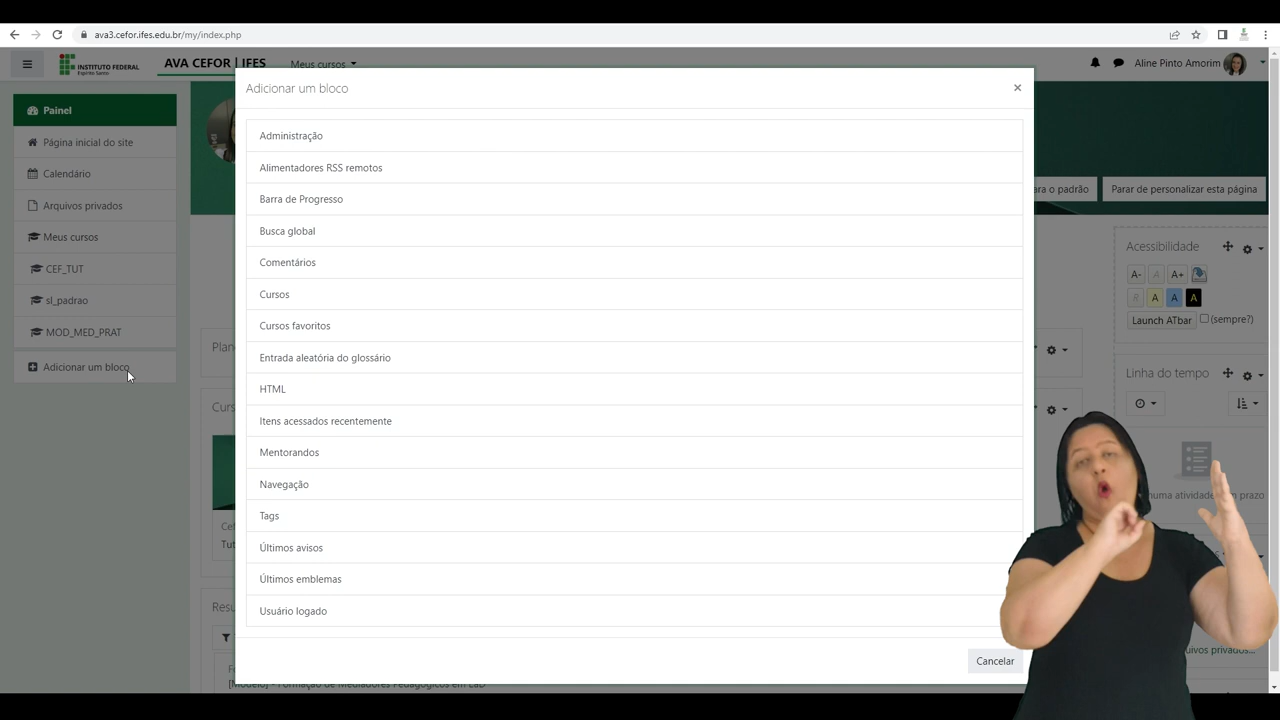 ava3.cefor.ifes.edu.br/my/index.php
INSTITUTO FEDERAL
Espírito Santo
AVA CEFOR | IFES
Meus cursos
Aline Pinto Amorim
Painel
Página inicial do site
Calendário
Arquivos privados
Meus cursos
CEF_TUT
sl_padrao
MOD_MED_PRAT
Adicionar um bloco
Adicionar um bloco
×
Administração
Alimentadores RSS remotos
Barra de Progresso
Busca global
Comentários
Cursos
Cursos favoritos
Entrada aleatória do glossário
HTML
Itens acessados recentemente
Mentorandos
Navegação
Tags
Últimos avisos
Últimos emblemas
Usuário logado
Cancelar
o padrão
Parar de personalizar esta página
Acessibilidade
A- A A+
R A A A
Launch ATbar (sempre?)
Linha do tempo
prazo
privados...
[Modelo] - Formação de Mediadores Pedagógicos em EaD